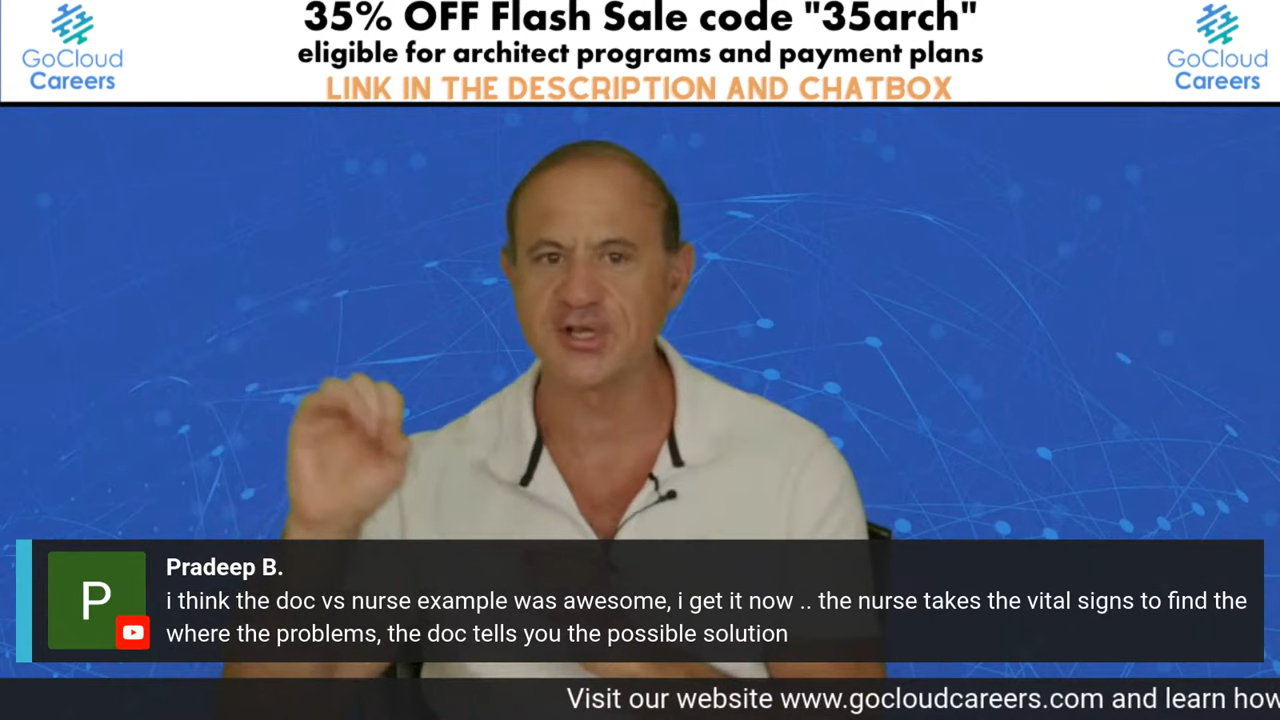 35% OFF Flash Sale code "35arch"
eligible for architect programs and payment plans
LINK IN THE DESCRIPTION AND CHATBOX
GoCloud
Careers
GoCloud
Careers
P
Pradeep B.
i think the doc vs nurse example was awesome, i get it now .. the nurse takes the vital signs to find the
where the problems, the doc tells you the possible solution
Visit our website www.gocloudcareers.com and learn how